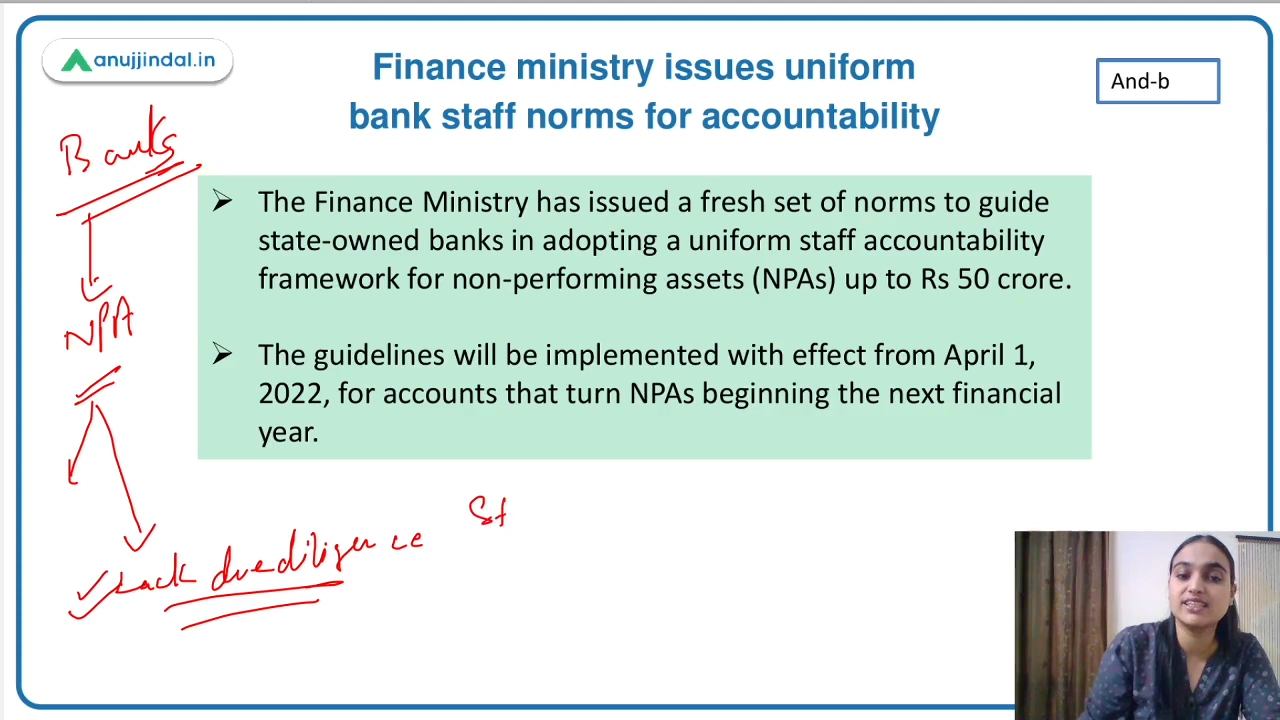 anujjindal.in
Finance ministry issues uniform
bank staff norms for accountability
And-b
Banks
➢ The Finance Ministry has issued a fresh set of norms to guide
state-owned banks in adopting a uniform staff accountability
framework for non-performing assets (NPAs) up to Rs 50 crore.
NPA
➢ The guidelines will be implemented with effect from April 1,
2022, for accounts that turn NPAs beginning the next financial
year.
St
Lack due diligence